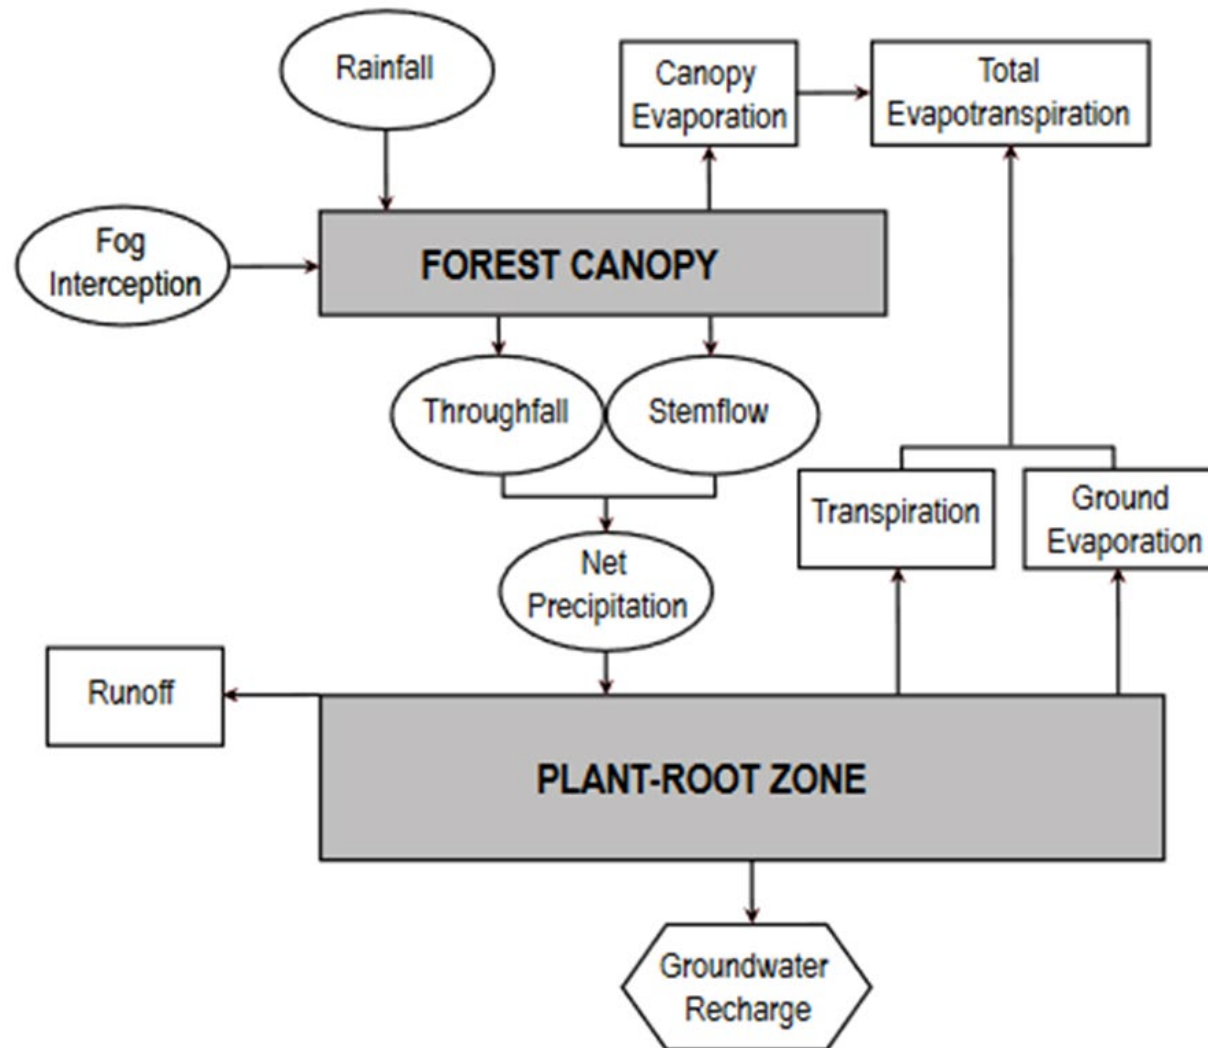 Rainfall
Canopy
Evaporation
Total
Evapotranspiration
Fog
Interception
FOREST CANOPY
Throughfall
Stemflow
Transpiration
Ground
Evaporation
Net
Precipitation
Runoff
PLANT-ROOT ZONE
Groundwater
Recharge